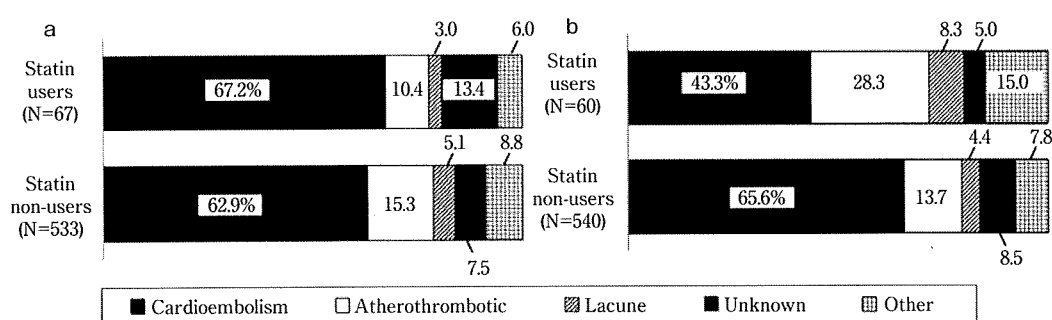 a
3.0 6.0
Statin
users
(N=67)
67.2% 10.4 13.4
5.1 8.8
Statin
non-users
(N=533)
62.9% 15.3
7.5
b
8.3 5.0
Statin
users
(N=60)
43.3% 28.3 15.0
4.4 7.8
Statin
non-users
(N=540)
65.6% 13.7
8.5
Cardioembolism Atherothrombotic Lacune Unknown Other